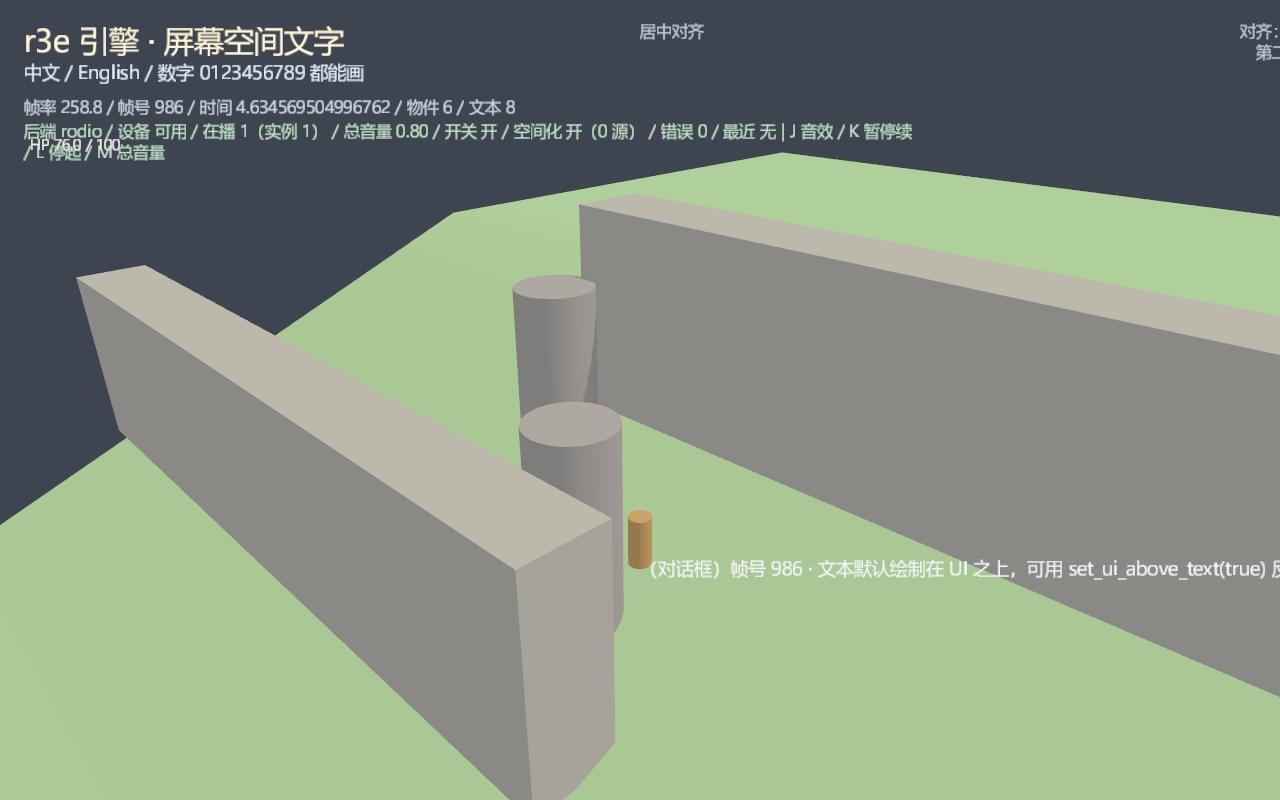 r3e 引擎 · 屏幕空间文字
居中对齐
对齐：
第二
中文 / English / 数字 0123456789 都能画
帧率 258.8 / 帧号 986 / 时间 4.634569504996762 / 物件 6 / 文本 8
后端 rodio / 设备 可用 / 在播 1（实例 1） / 总音量 0.80 / 开关 开 / 空间化 开（0 源） / 错误 0 / 最近 无 | J 音效 / K 暂停续
HP 76.0 / 100
/ L 停起 / M 总音量
（对话框）帧号 986 · 文本默认绘制在 UI 之上，可用 set_ui_above_text(true) 反